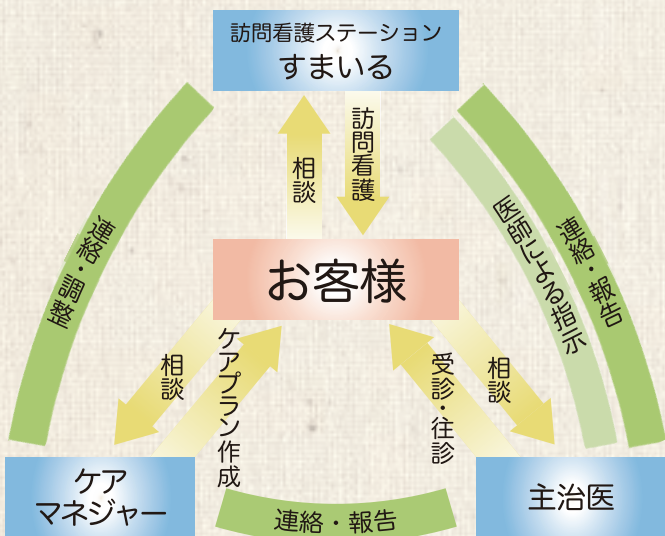 訪問看護ステーション
すまいる
相談
訪問看護
連絡・調整
医師による指示
連絡・報告
お客様
相談
ケアプラン作成
受診・往診
相談
ケア
マネジャー
連絡・報告
主治医